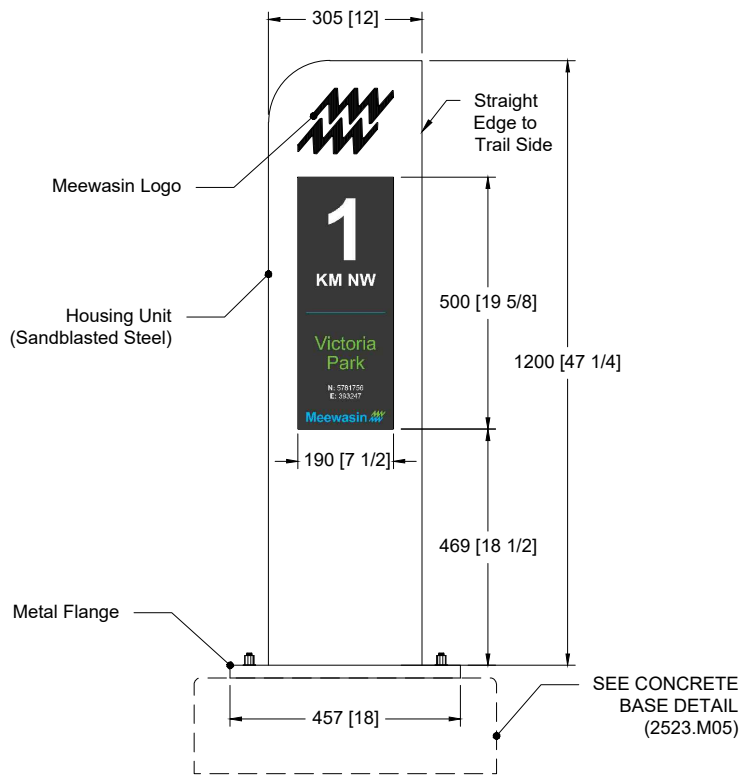 305 [12]
Straight
Edge to
Trail Side
Meewasin Logo
1
KM NW
500 [19 5/8]
Housing Unit
(Sandblasted Steel)
Victoria
Park
1200 [47 1/4]
N: 5781756
E: 393247
Meewasin
190 [7 1/2]
469 [18 1/2]
Metal Flange
SEE CONCRETE
BASE DETAIL
(2523.M05)
457 [18]